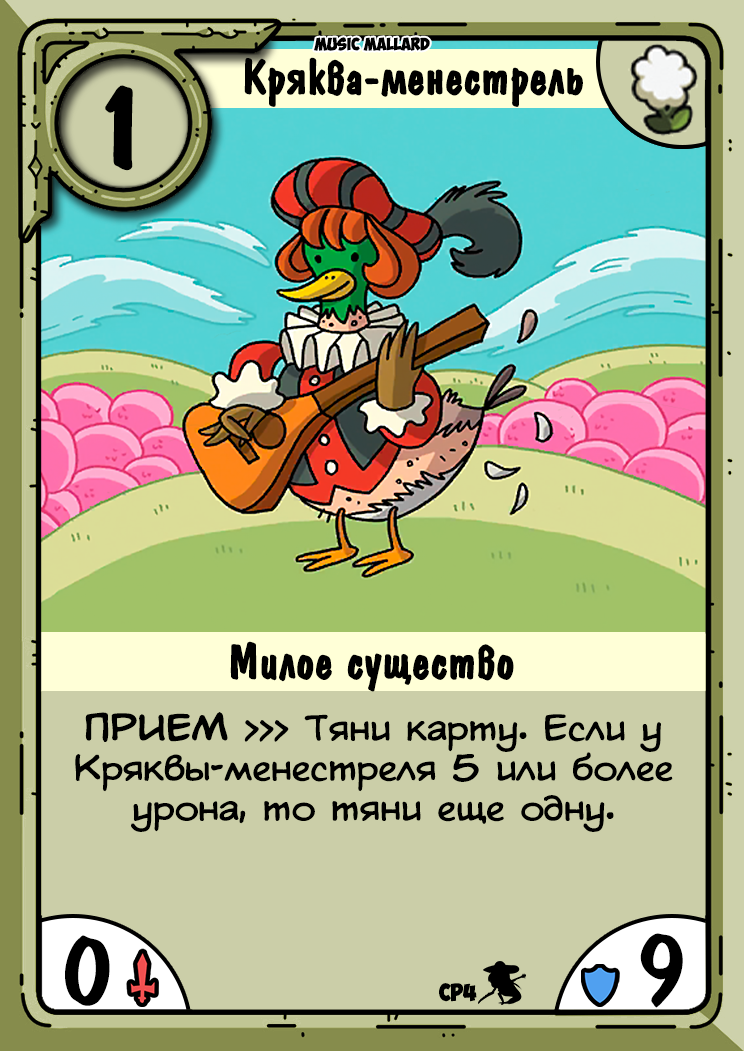 MUSIC MALLARD
Кряква-менестрель
1
Милое существо
ПРИЕМ >>> Тяни карту. Если у
Кряквы-менестреля 5 или более
урона, то тяни еще одну.
0
CP4
9